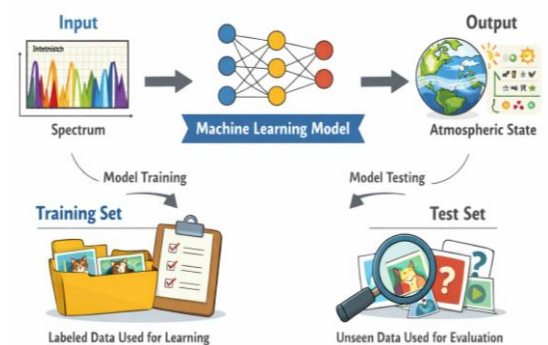 Input
Output
Intetnistch
Spectrum
Machine Learning Model
Atmospheric State
Model Training
Model Testing
Training Set
Test Set
?
?
Labeled Data Used for Learning
Unseen Data Used for Evaluation